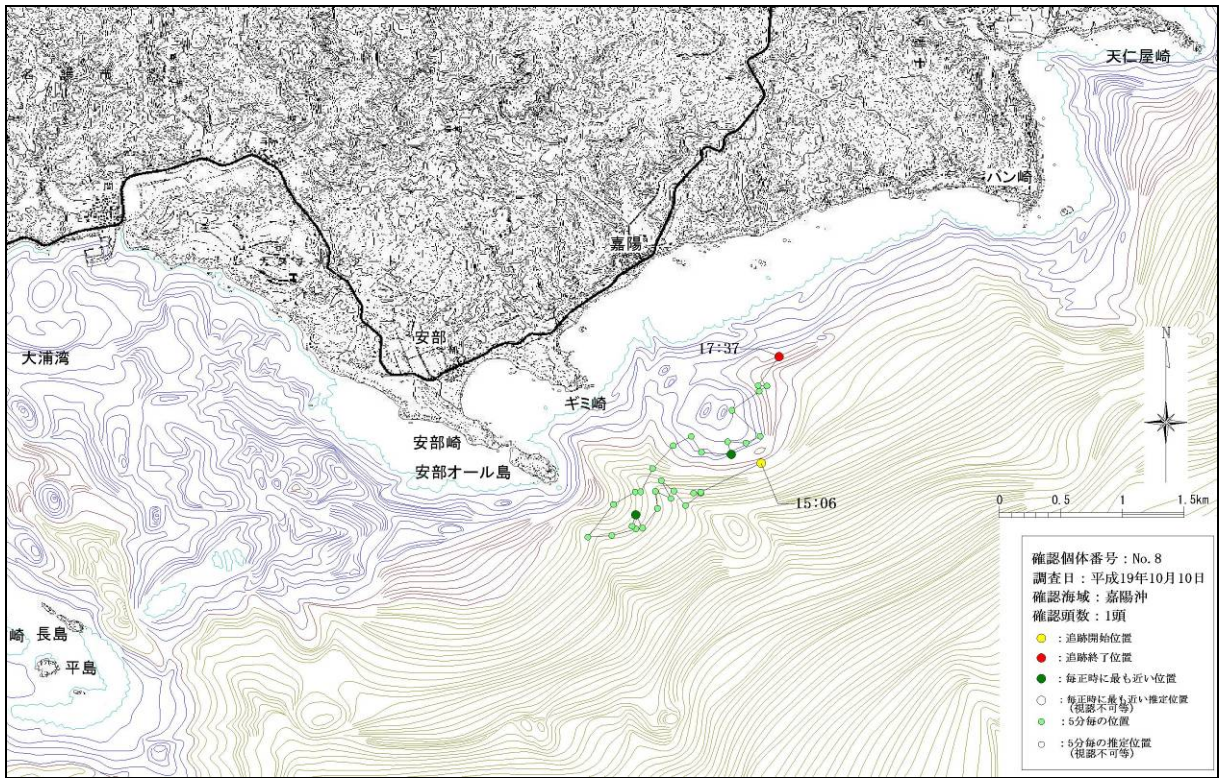 天仁屋崎
バン崎
嘉陽
安部
大浦湾
17:37
ギミ崎
安部崎
安部オール島
15:06
N
0 0.5 1 1.5km
長島
崎
平島
確認個体番号：No.8
調査日：平成19年10月10日
確認海域：嘉陽沖
確認頭数：1頭
：追跡開始位置
：追跡終了位置
：毎正時に最も近い位置
：毎正時に最も近い推定位置
(視認不可等)
：5分毎の位置
：5分毎の推定位置
(視認不可等)